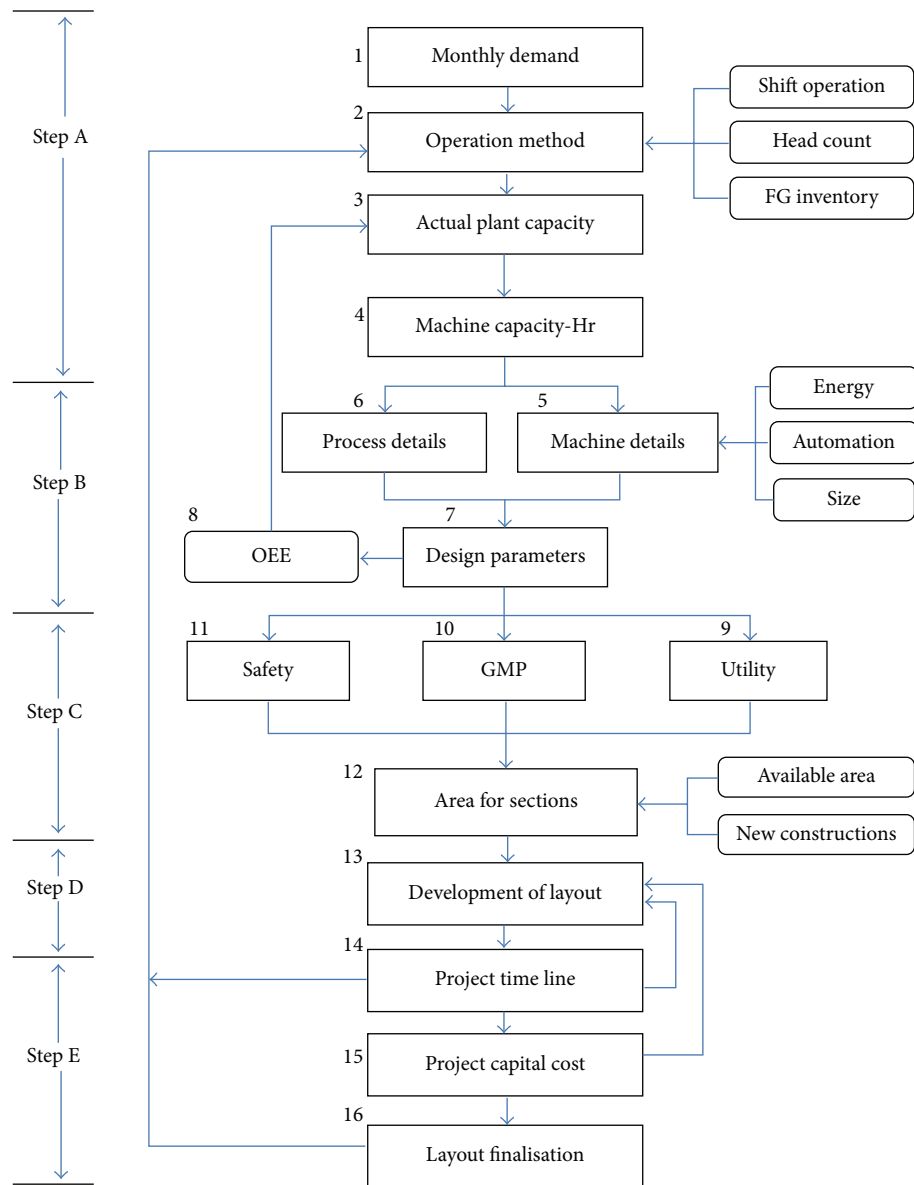 1
Monthly demand
Shift operation
2
Step A
Operation method
Head count
3
FG inventory
Actual plant capacity
4
Machine capacity-Hr
6
5
Energy
Process details
Machine details
Automation
Step B
Size
8
7
OEE
Design parameters
11
10
9
Safety
GMP
Utility
Step C
12
Available area
Area for sections
New constructions
13
Step D
Development of layout
14
Project time line
Step E
15
Project capital cost
16
Layout finalisation